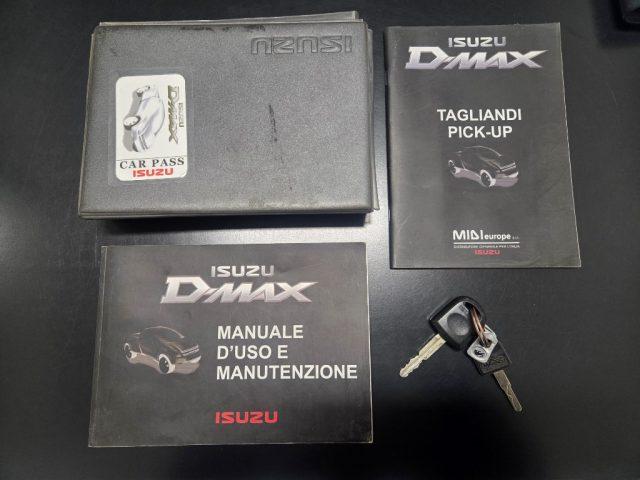 ISUZU
ISUZU
D-MAX
CAR PASS
ISUZU
ISUZU
D-MAX
TAGLIANDI
PICK-UP
MIDI europe s.r.l.
ISUZU
ISUZU
D-MAX
MANUALE
D'USO E
MANUTENZIONE
ISUZU